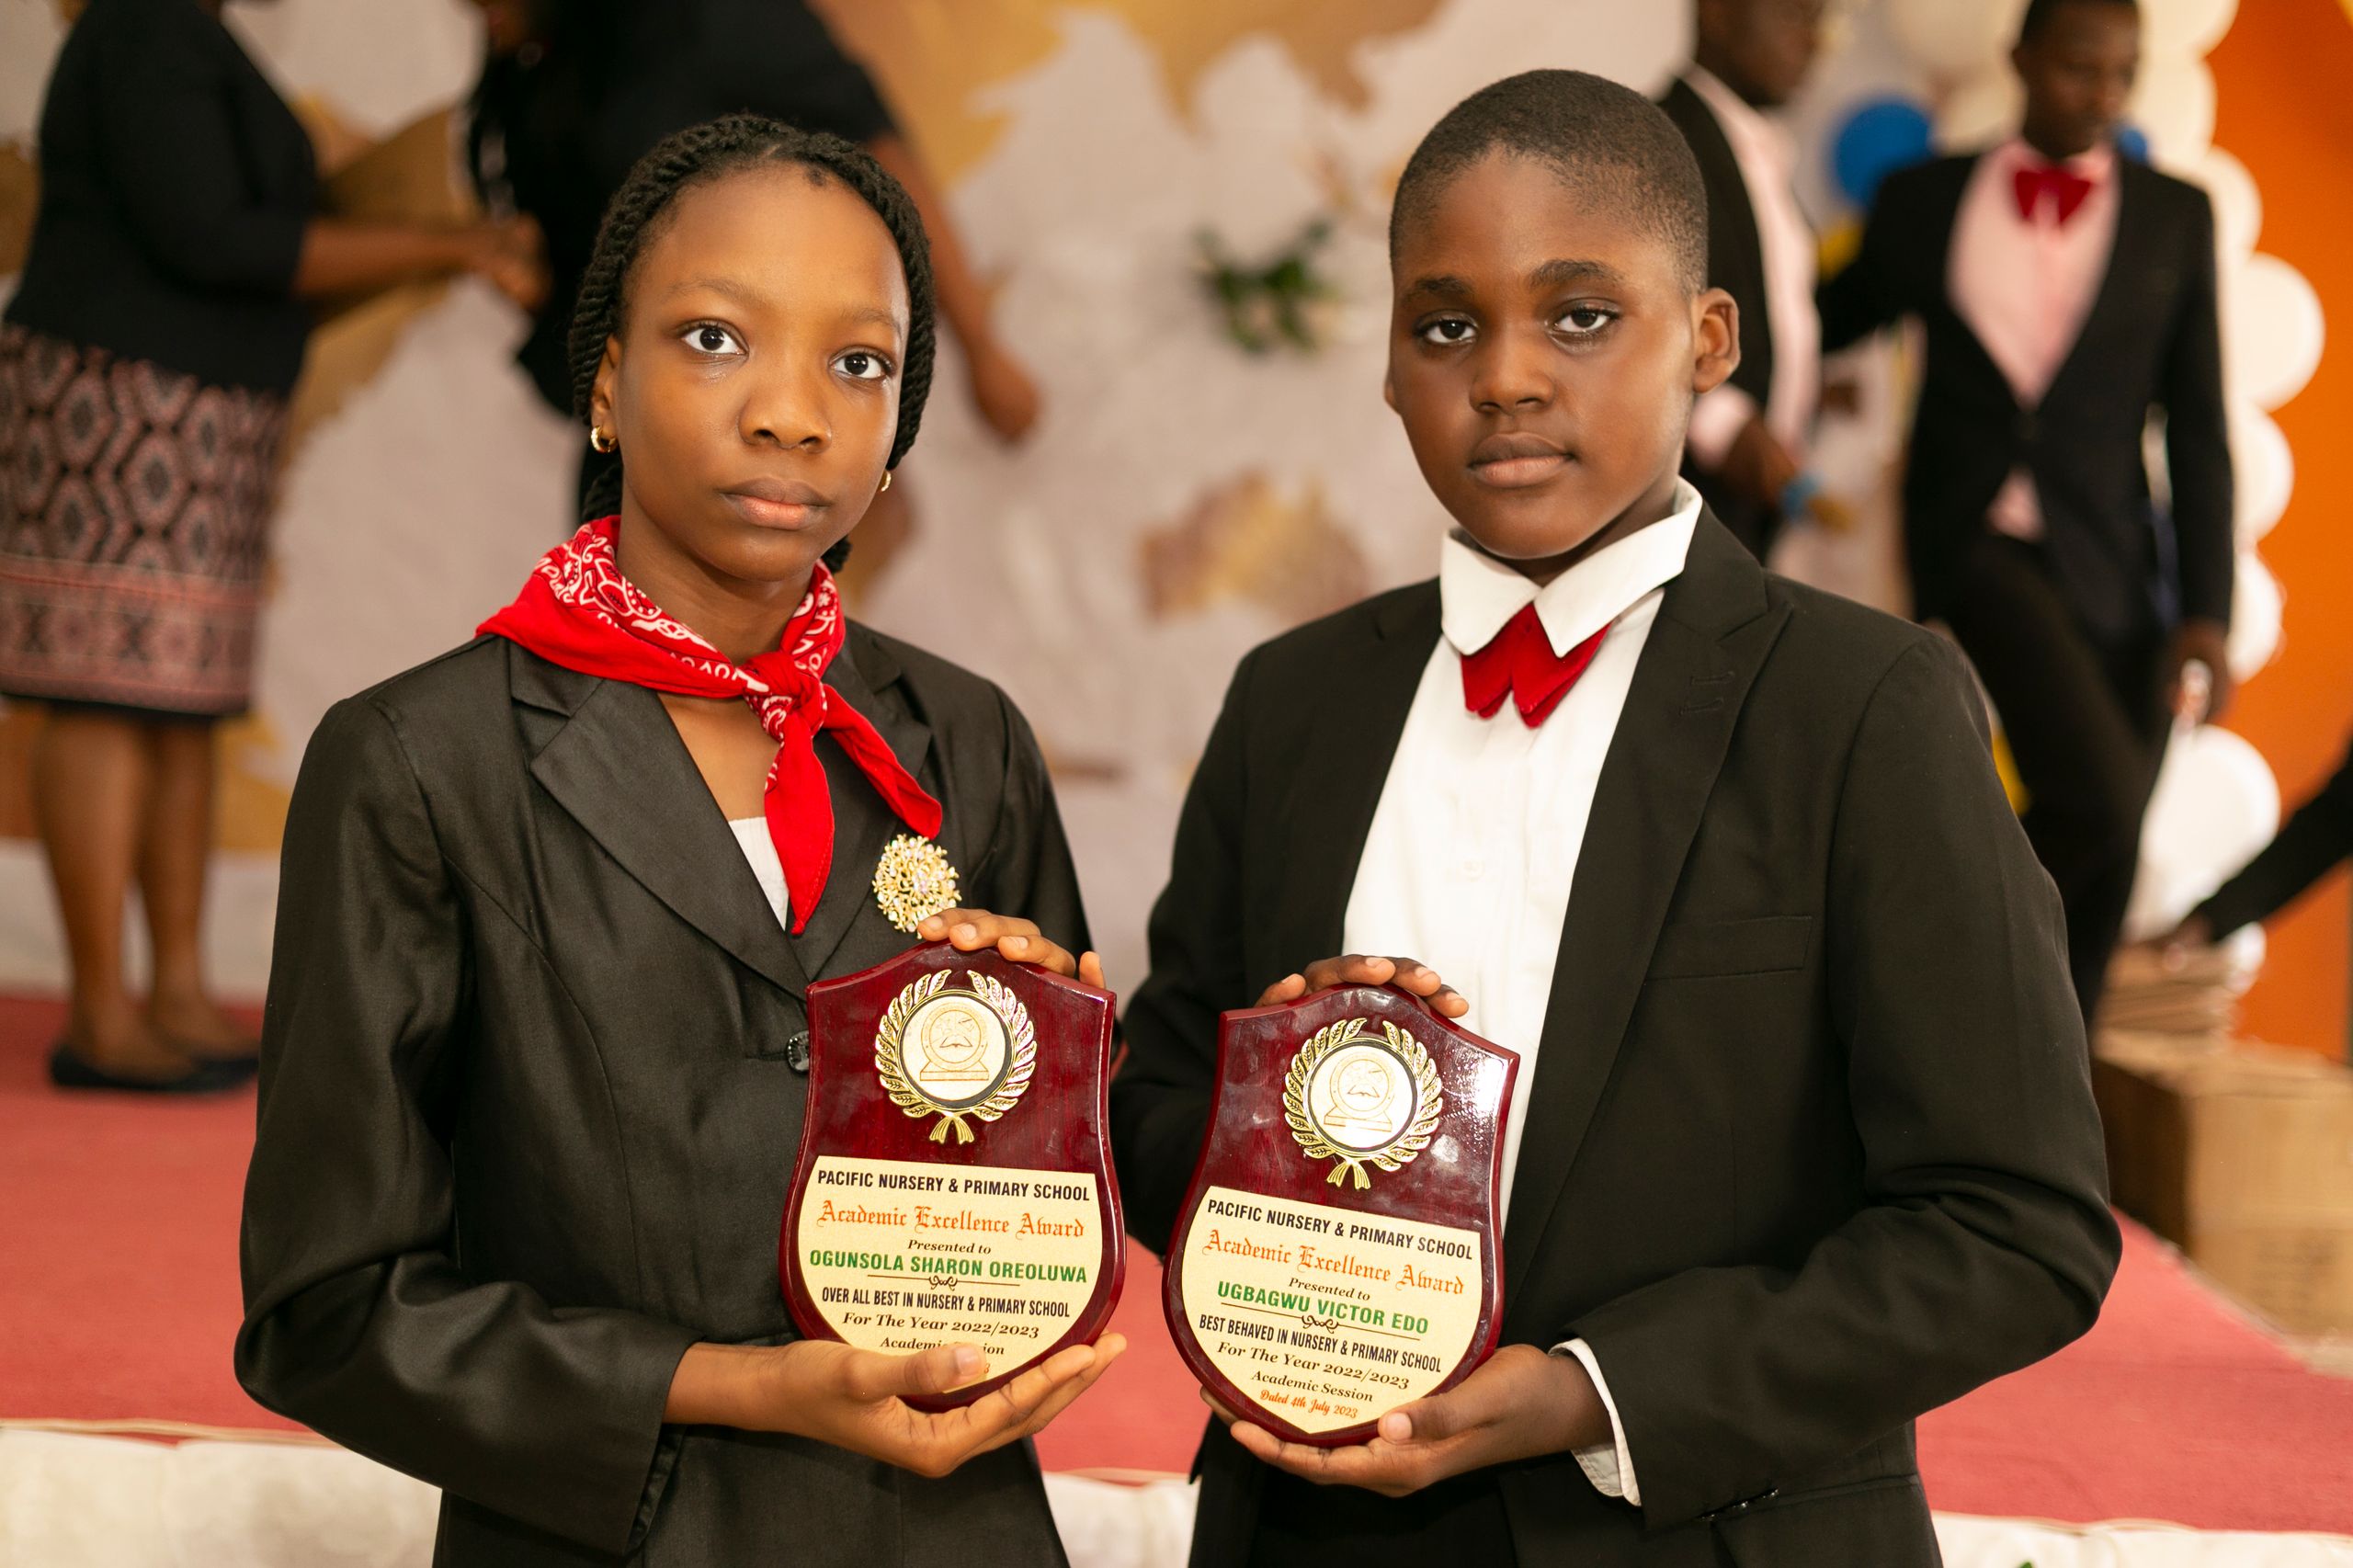 PACIFIC NURSERY & PRIMARY SCHOOL
Academic Excellence Award
Presented to
OGUNSOLA SHARON OREOLUWA
OVER ALL BEST IN NURSERY & PRIMARY SCHOOL
For The Year 2022/2023
PACIFIC NURSERY & PRIMARY SCHOOL
Academic Excellence Award
Presented to
UGBAGWU VICTOR EDO
BEST BEHAVED IN NURSERY & PRIMARY SCHOOL
For The Year 2022/2023
Academic Session
Dated 4th July 2023